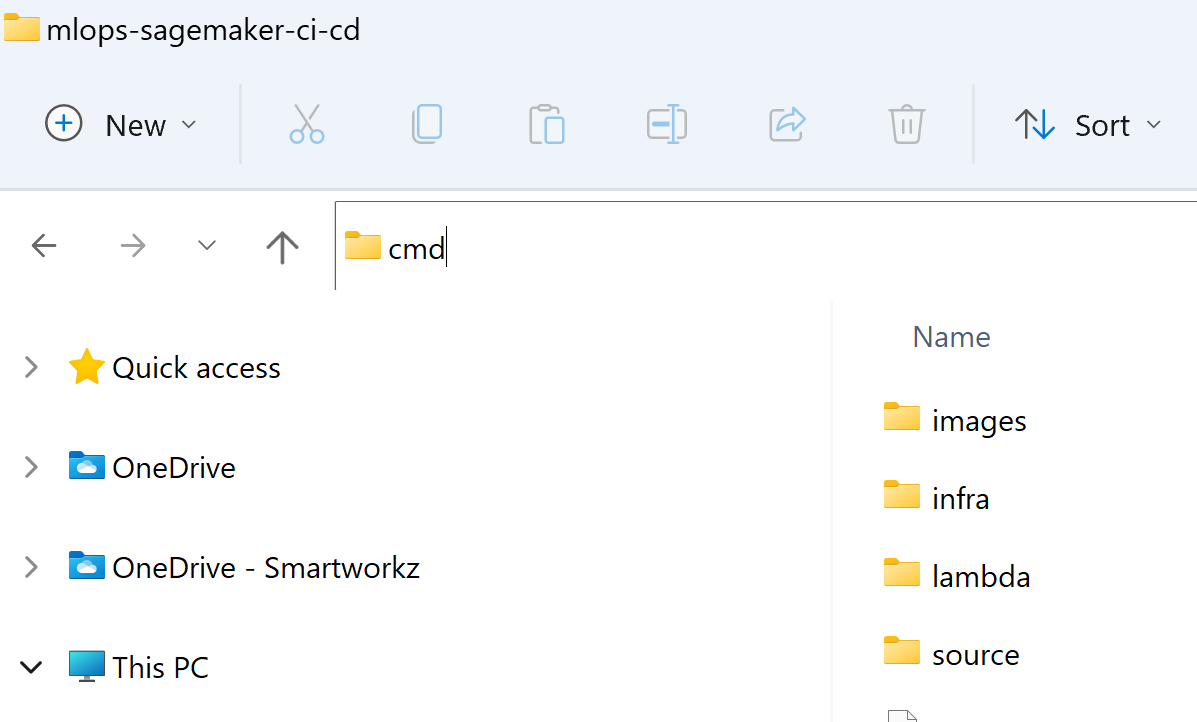 mlops-sagemaker-ci-cd
New
Sort
cmd
Name
Quick access
images
OneDrive
infra
OneDrive - Smartworkz
lambda
This PC
source